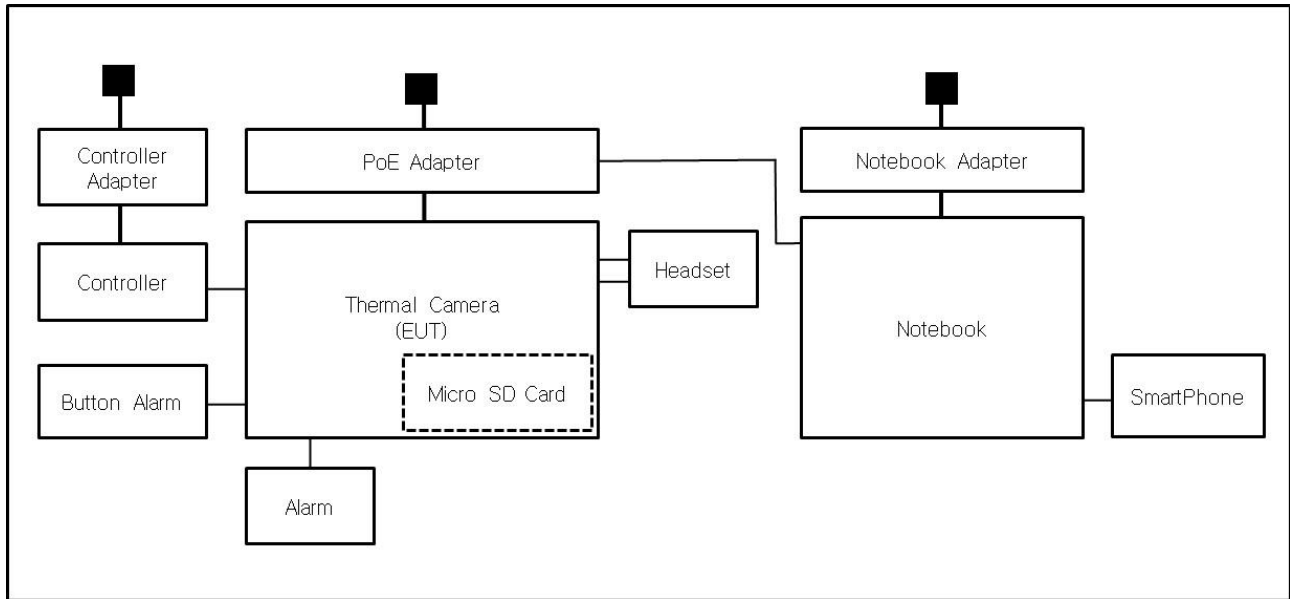 Controller
Adapter
PoE Adapter
Notebook Adapter
Controller
Headset
Thermal Camera
(EUT)
Notebook
Micro SD Card
Button Alarm
SmartPhone
Alarm